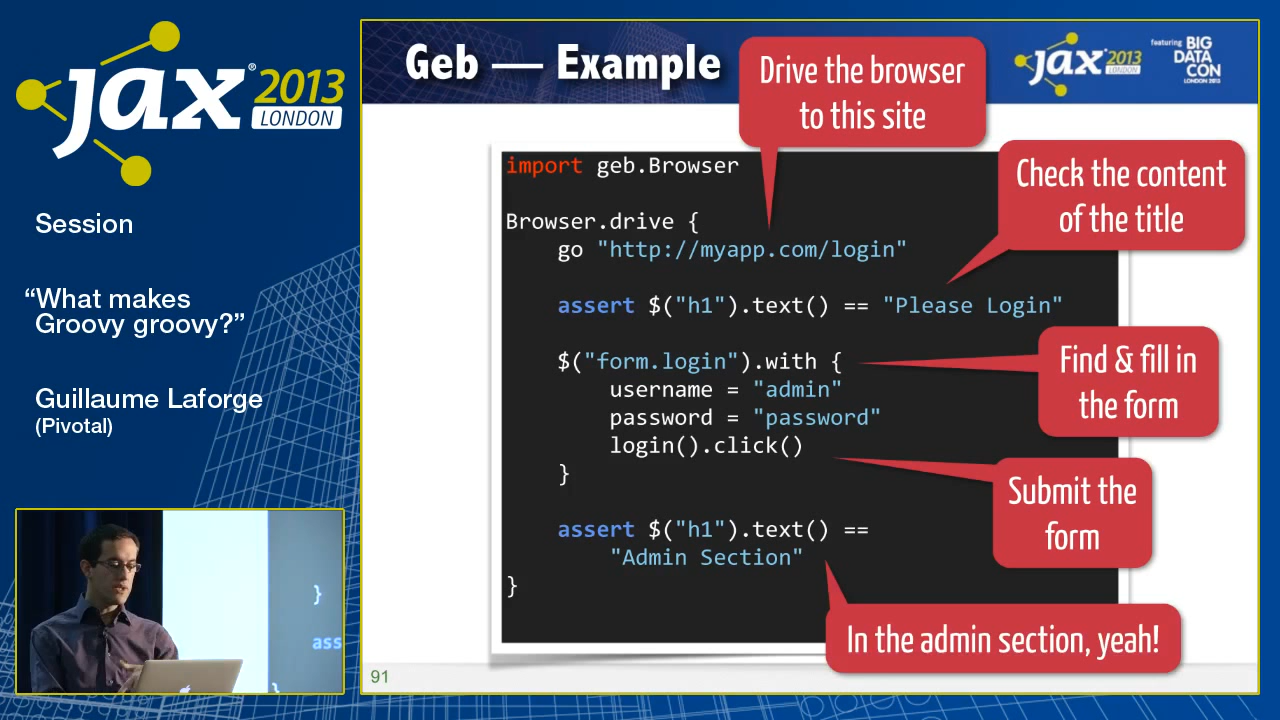 jax® 2013
LONDON
Session
“What makes
Groovy groovy?”
Guillaume Laforge
(Pivotal)
}
ass
}
Geb — Example
jax® 2013
LONDON
featuring BIG
DATA
CON
LONDON 2013
Drive the browser
to this site
Check the content
of the title
import geb.Browser
Browser.drive {
go "http://myapp.com/login"
assert $("h1").text() == "Please Login"
$("form.login").with {
username = "admin"
password = "password"
login().click()
}
assert $("h1").text() ==
"Admin Section"
}
Find & fill in
the form
Submit the
form
In the admin section, yeah!
91